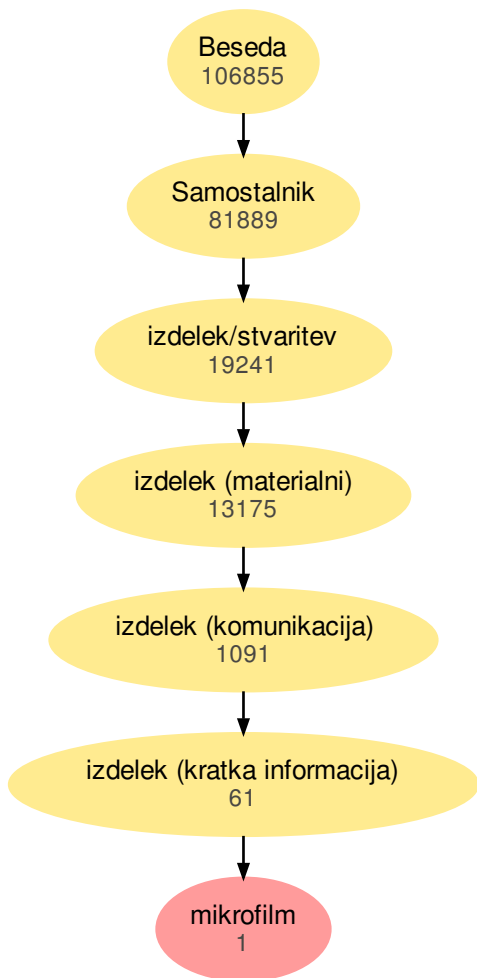 Beseda
106855
Samostalnik
81889
izdelek/stvaritev
19241
izdelek (materialni)
13175
izdelek (komunikacija)
1091
izdelek (kratka informacija)
61
mikrofilm
1